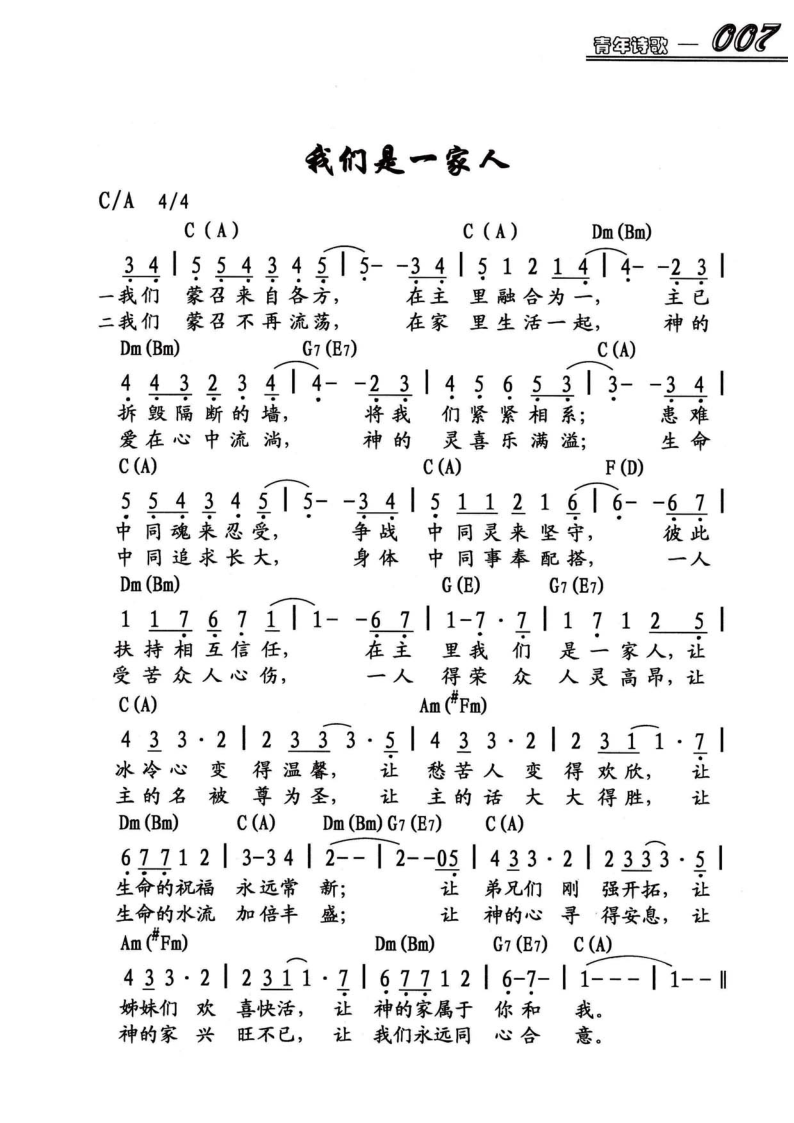 青年诗歌 — 007
我们是一家人
C/A 4/4
C(A) C(A) Dm(Bm)
3 4 | 5 5 4 3 4 5 | 5- -3 4 | 5 1 2 1 4 | 4- -2 3 |
一我们 蒙召来自各方, 在主 里融合为一, 主已
二我们 蒙召不再流荡, 在家 里生活一起, 神的
Dm(Bm) G7(E7) C(A)
4 4 3 2 3 4 | 4- -2 3 | 4 5 6 5 3 | 3- -3 4 |
拆毁隔断的墙, 将我 们紧紧相系; 患难
爱在心中流淌, 神的 灵喜乐满溢; 生命
C(A) C(A) F(D)
5 5 4 3 4 5 | 5- -3 4 | 5 1 1 2 1 6 | 6- -6 7 |
中同魂来忍受, 争战 中同灵来坚守, 彼此
中同追求长大, 身体 中同事奉配搭, 一人
Dm(Bm) G(E) G7(E7)
1 1 7 6 7 1 | 1- -6 7 | 1-7·7 | 1 7 1 2 5 |
扶持相互信任, 在主 里我们 是一家人,让
受苦众人心伤, 一人 得荣众 人灵高昂,让
C(A) Am(#Fm)
4 3 3·2 | 2 3 3 3·5 | 4 3 3·2 | 2 3 1 1·7 |
冰冷心 变 得温馨, 让 愁苦人 变 得欢欣, 让
主的名 被 尊为圣, 让 主的话 大 大得胜, 让
Dm(Bm) C(A) Dm(Bm) G7(E7) C(A)
6 7 7 1 2 | 3-3 4 | 2-- | 2--0 5 | 4 3 3·2 | 2 3 3 3·5 |
生命的祝福 永远常 新; 让 弟兄们 刚 强开拓, 让
生命的水流 加倍丰 盛; 让 神的心 寻 得安息, 让
Am(#Fm) Dm(Bm) G7(E7) C(A)
4 3 3·2 | 2 3 1 1·7 | 6 7 7 1 2 | 6-7- | 1--- | 1-- ‖
姊妹们 欢 喜快活, 让 神的家属于 你和 我。
神的家 兴 旺不已, 让 我们永远同 心合 意。